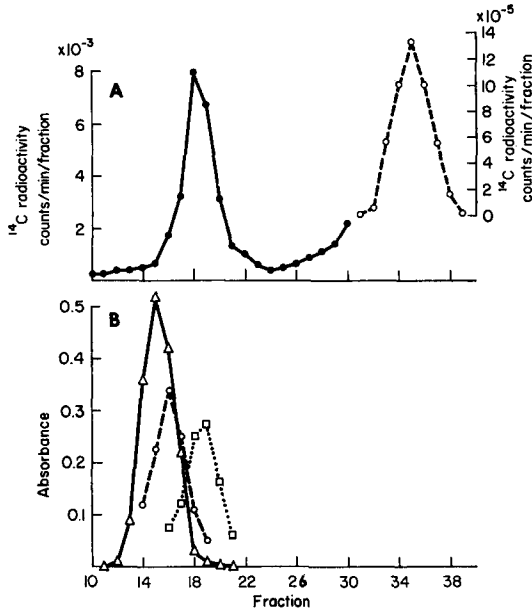 ×10⁻³
A
8
6
4
2
¹⁴C radioactivity
counts/min/fraction
×10⁻⁵
14
12
10
8
6
4
2
0
¹⁴C radioactivity
counts/min/fraction
B
0.5
0.4
0.3
0.2
0.1
Absorbance
10 14 18 22 26 30 34 38
Fraction